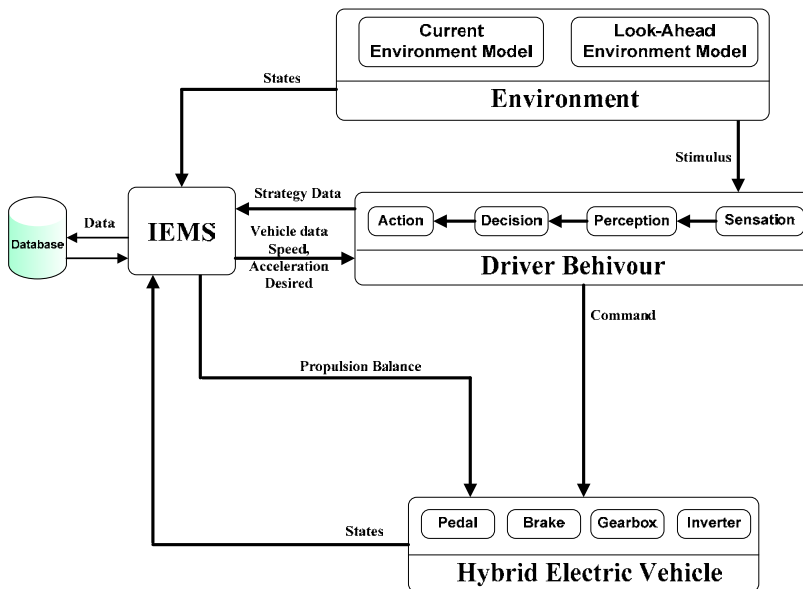 Current
Environment Model
Look-Ahead
Environment Model
Environment
States
Stimulus
Strategy Data
Database
Data
IEMS
Vehicle data
Speed,
Acceleration
Desired
Action
Decision
Perception
Sensation
Driver Behivour
Command
Propulsion Balance
States
Pedal
Brake
Gearbox
Inverter
Hybrid Electric Vehicle